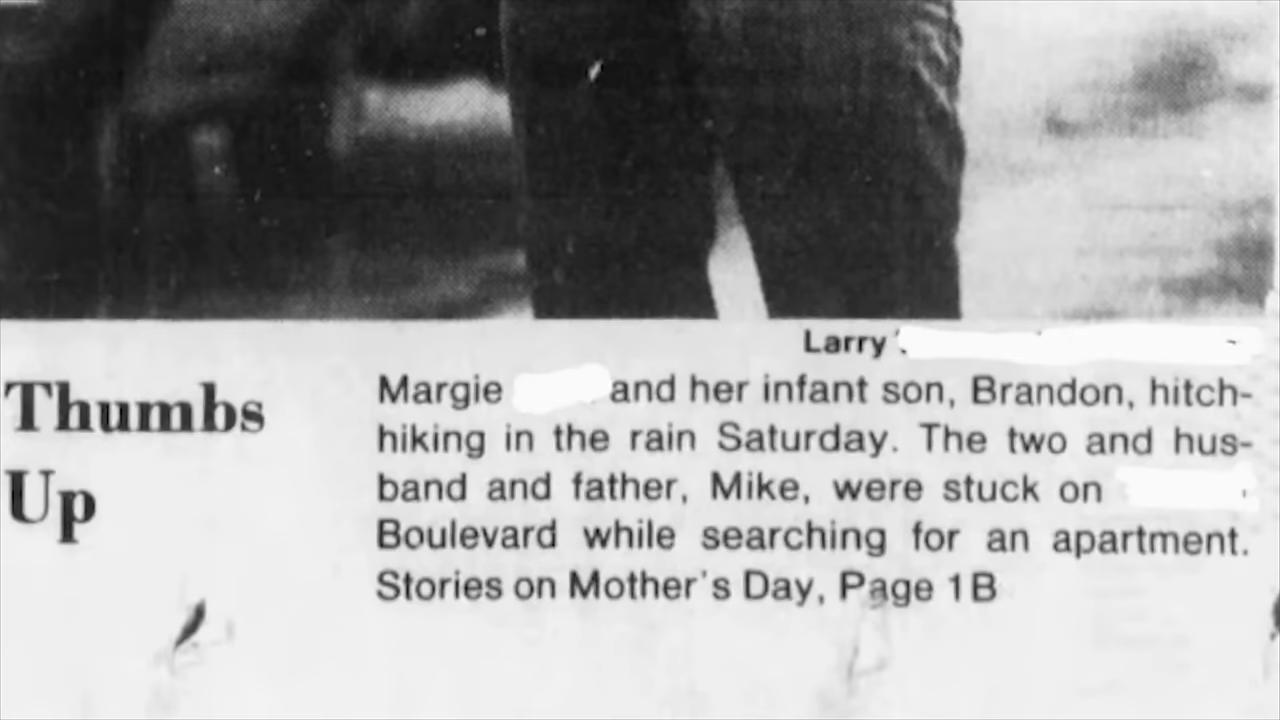 Larry
Thumbs
Up
Margie and her infant son, Brandon, hitch-
hiking in the rain Saturday. The two and hus-
band and father, Mike, were stuck on
Boulevard while searching for an apartment.
Stories on Mother's Day, Page 1B